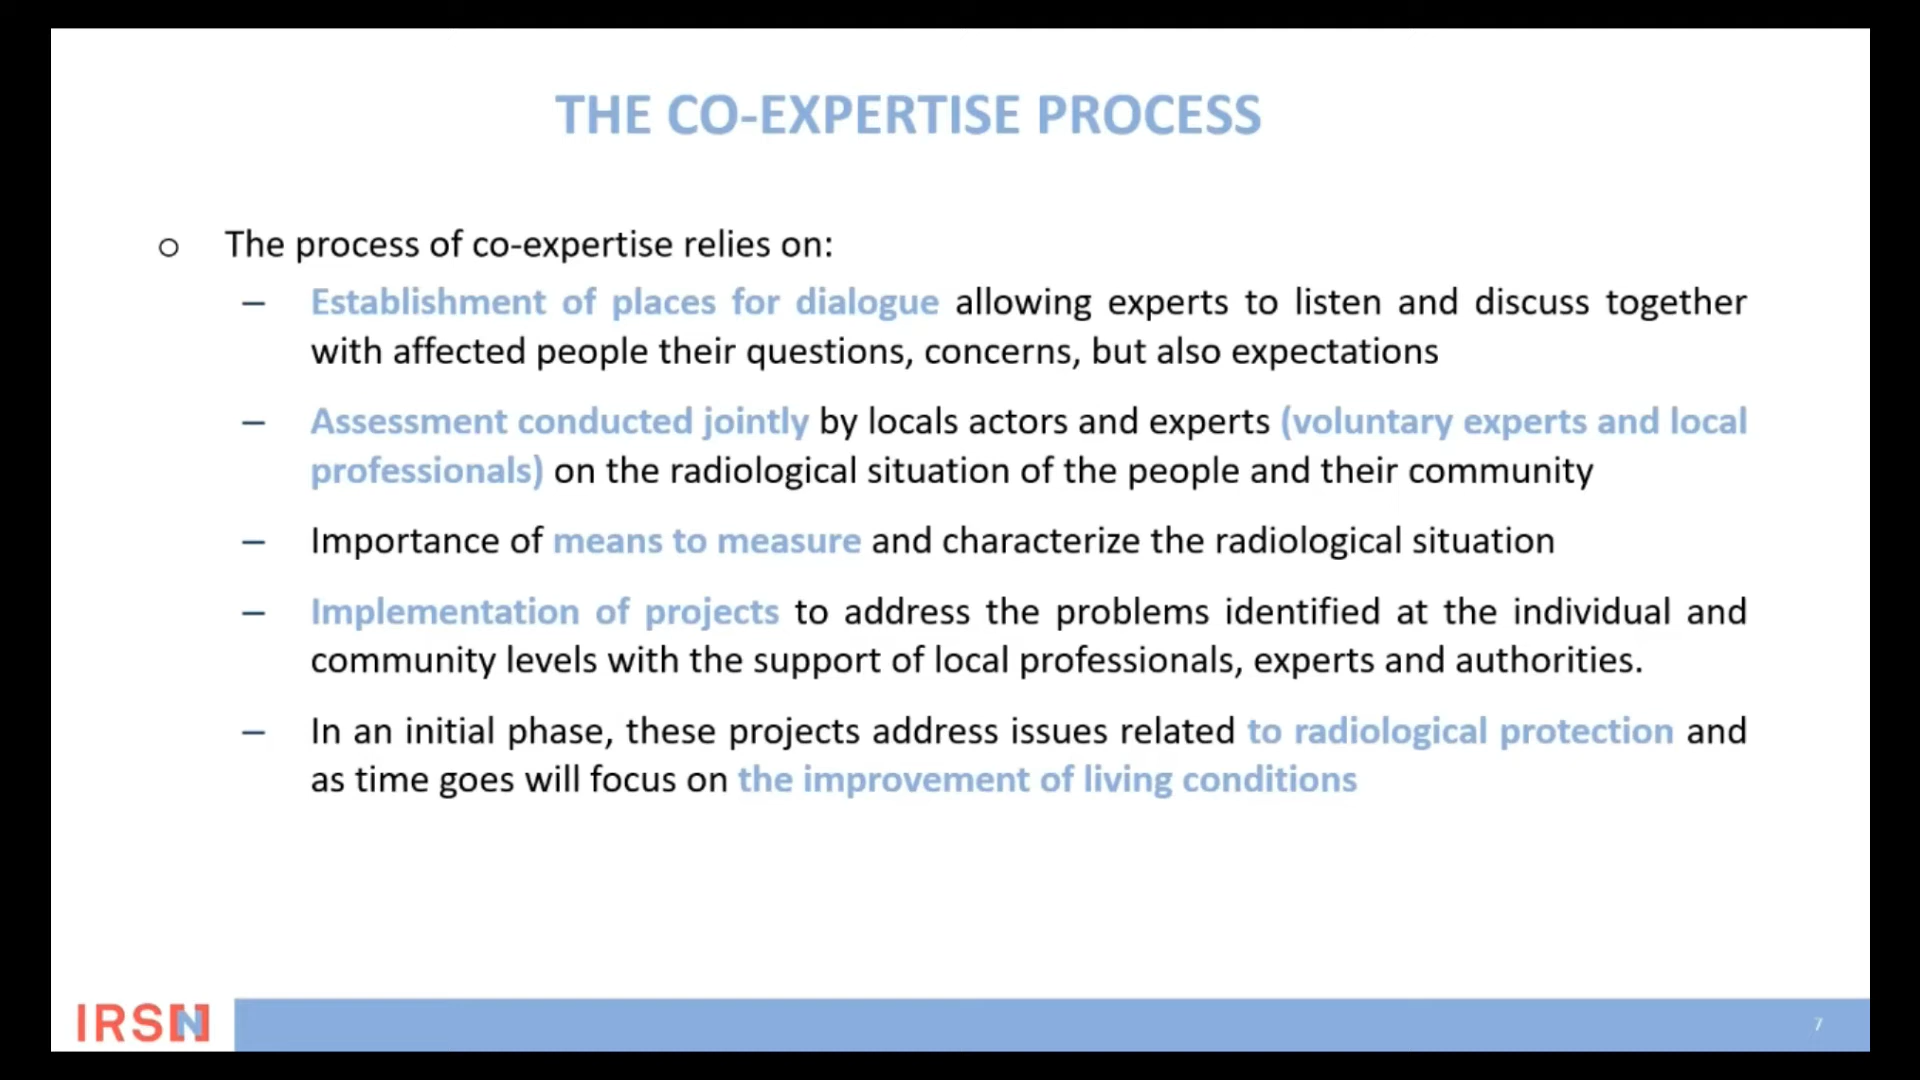 THE CO-EXPERTISE PROCESS
o The process of co-expertise relies on:
– Establishment of places for dialogue allowing experts to listen and discuss together
with affected people their questions, concerns, but also expectations
– Assessment conducted jointly by locals actors and experts (voluntary experts and local
professionals) on the radiological situation of the people and their community
– Importance of means to measure and characterize the radiological situation
– Implementation of projects to address the problems identified at the individual and
community levels with the support of local professionals, experts and authorities.
– In an initial phase, these projects address issues related to radiological protection and
as time goes will focus on the improvement of living conditions
IRSN
7